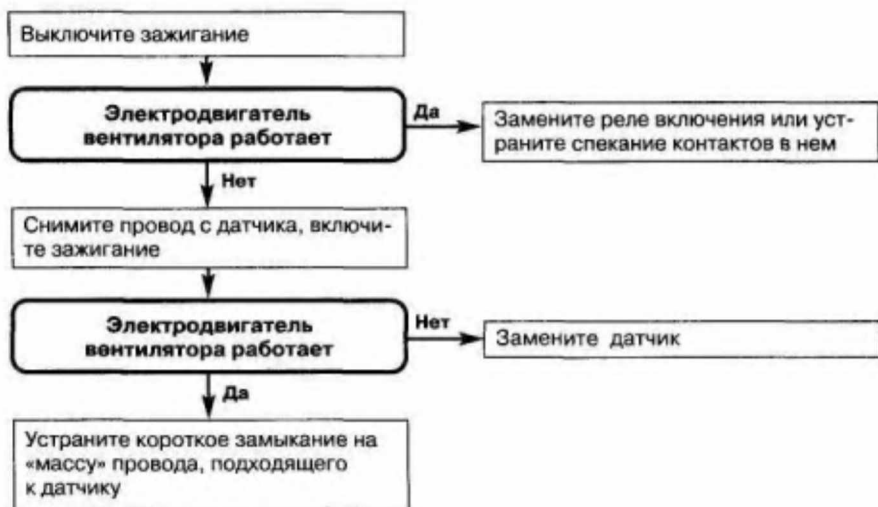 Выключите зажигание
Электродвигатель
вентилятора работает
Да
Замените реле включения или уст-
раните спекание контактов в нем
Нет
Снимите провод с датчика, включи-
те зажигание
Электродвигатель
вентилятора работает
Нет
Замените датчик
Да
Устраните короткое замыкание на
«массу» провода, подходящего
к датчику